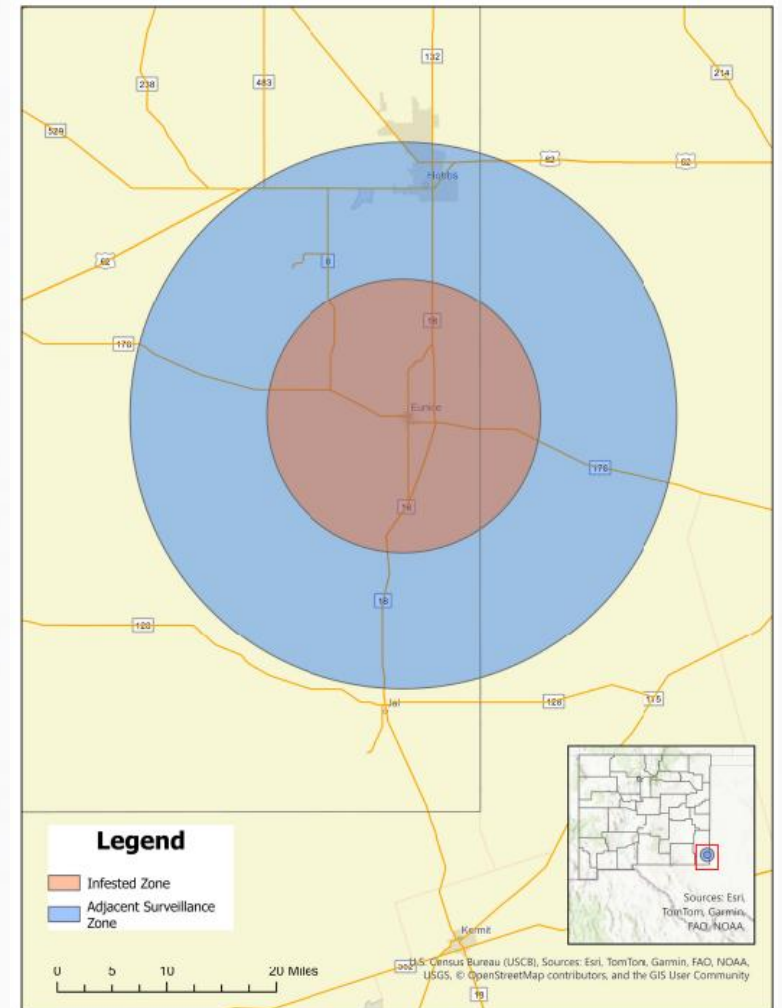 132
238
483
214
529
62
62
Hobbs
62
8
18
176
Eunice
176
18
18
128
Jal
128
115
Legend
Infested Zone
Adjacent Surveillance
Zone
Sources: Esri,
TomTom, Garmin,
FAO, NOAA,
Kermit
302
U.S. Census Bureau (USCB), Sources: Esri, TomTom, Garmin, FAO, NOAA,
USGS, © OpenStreetMap contributors, and the GIS User Community
0 5 10 20 Miles
18